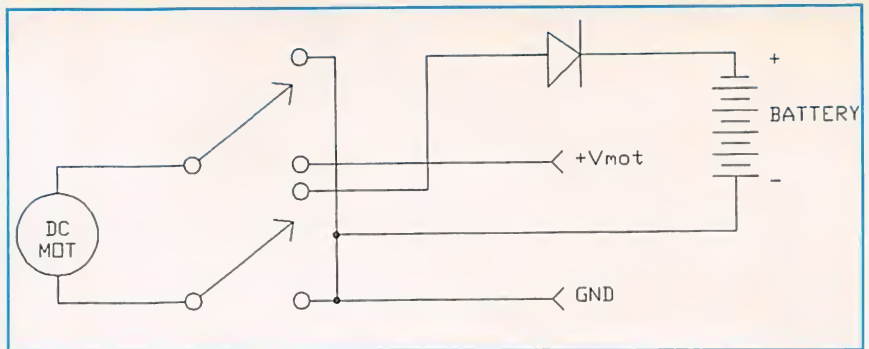 +
BATTERY
+Vmot
-
DC
MOT
GND